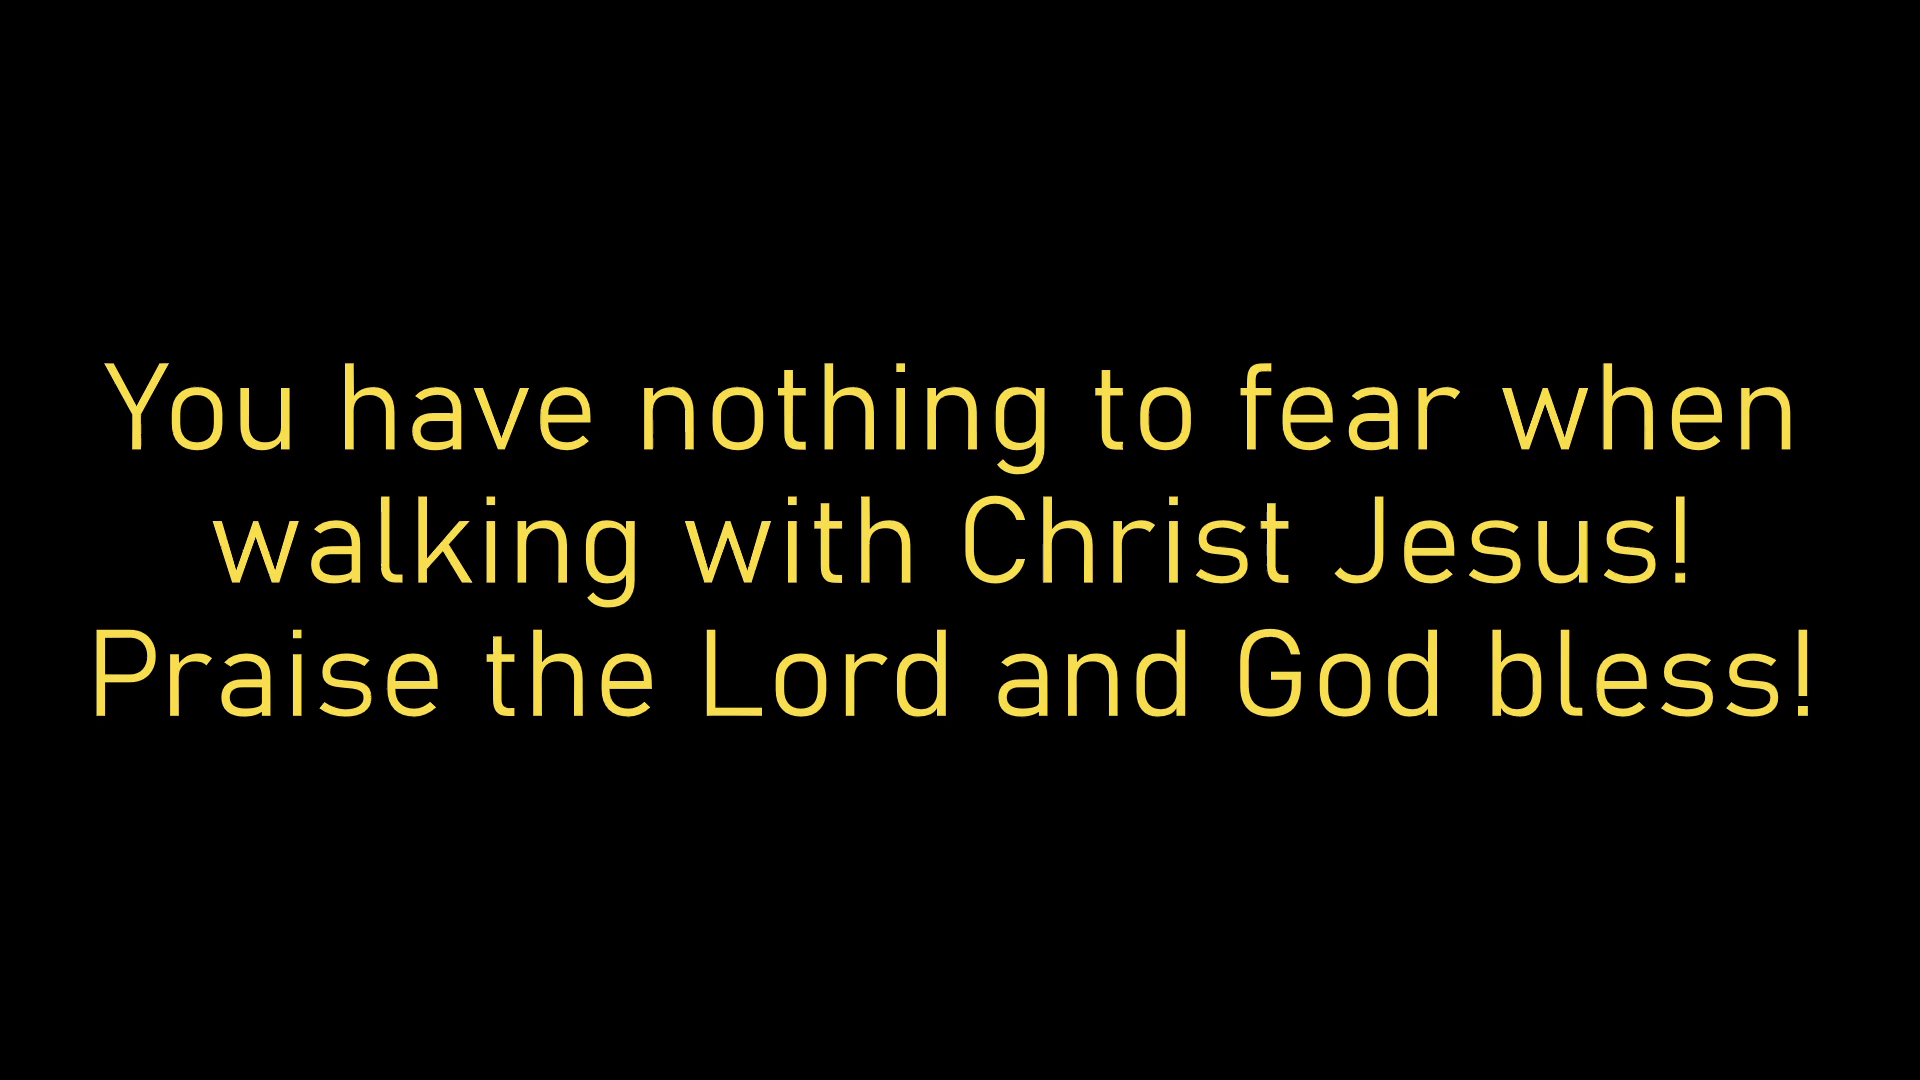 You have nothing to fear when
walking with Christ Jesus!
Praise the Lord and God bless!